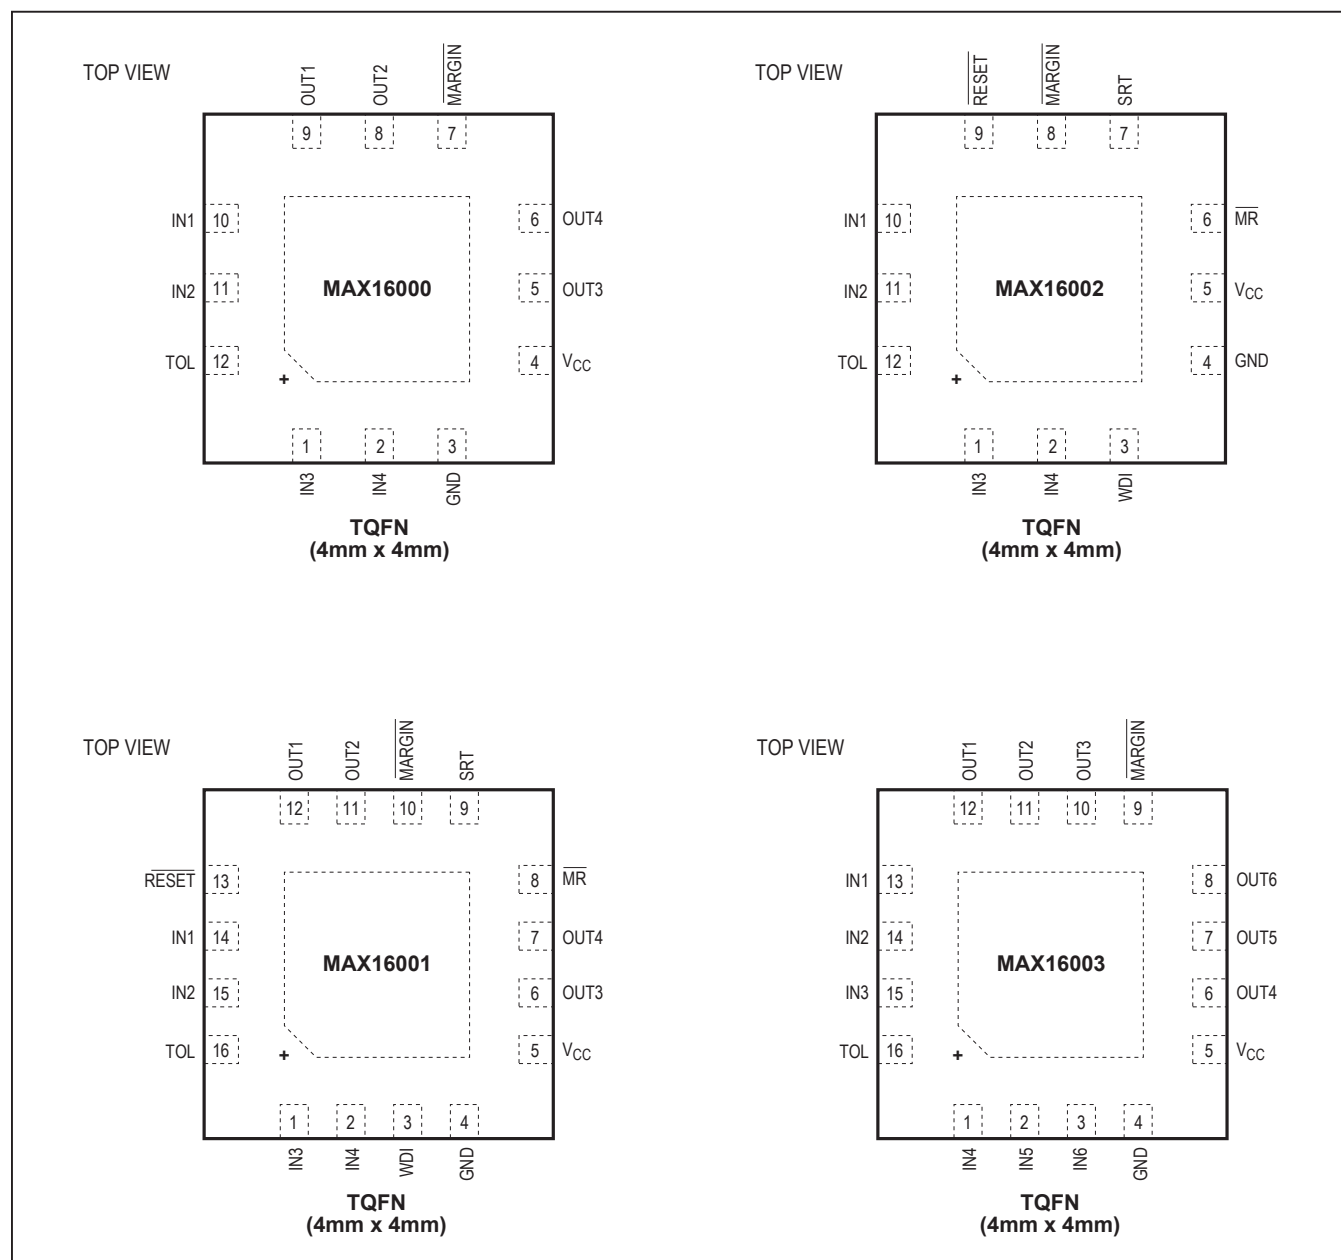 TOP VIEW
OUT1
OUT2
MARGIN
9
8
7
IN1
10
6
OUT4
IN2
11
MAX16000
5
OUT3
TOL
12
4
VCC
+
1
2
3
IN3
IN4
GND
TQFN
(4mm x 4mm)
TOP VIEW
RESET
MARGIN
SRT
9
8
7
IN1
10
6
MR
IN2
11
MAX16002
5
VCC
TOL
12
4
GND
+
1
2
3
IN3
IN4
WDI
TQFN
(4mm x 4mm)
TOP VIEW
OUT1
OUT2
MARGIN
SRT
12
11
10
9
RESET
13
8
MR
IN1
14
7
OUT4
MAX16001
IN2
15
6
OUT3
TOL
16
5
VCC
+
1
2
3
4
IN3
IN4
WDI
GND
TQFN
(4mm x 4mm)
TOP VIEW
OUT1
OUT2
OUT3
MARGIN
12
11
10
9
IN1
13
8
OUT6
IN2
14
7
OUT5
MAX16003
IN3
15
6
OUT4
TOL
16
5
VCC
+
1
2
3
4
IN4
IN5
IN6
GND
TQFN
(4mm x 4mm)